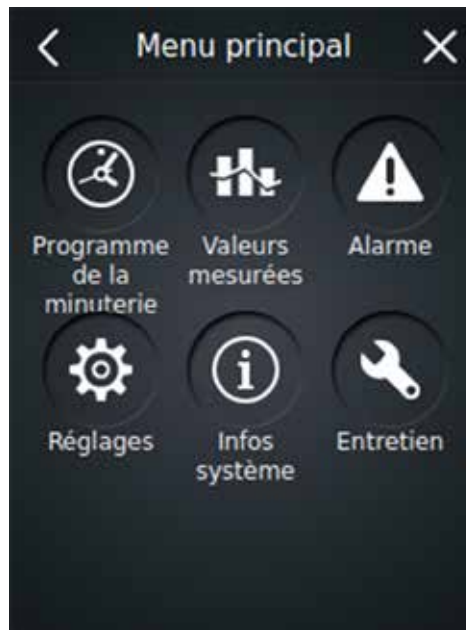 Menu principal
Programme
de la
minuterie
Valeurs
mesurées
Alarme
Réglages
Infos
système
Entretien